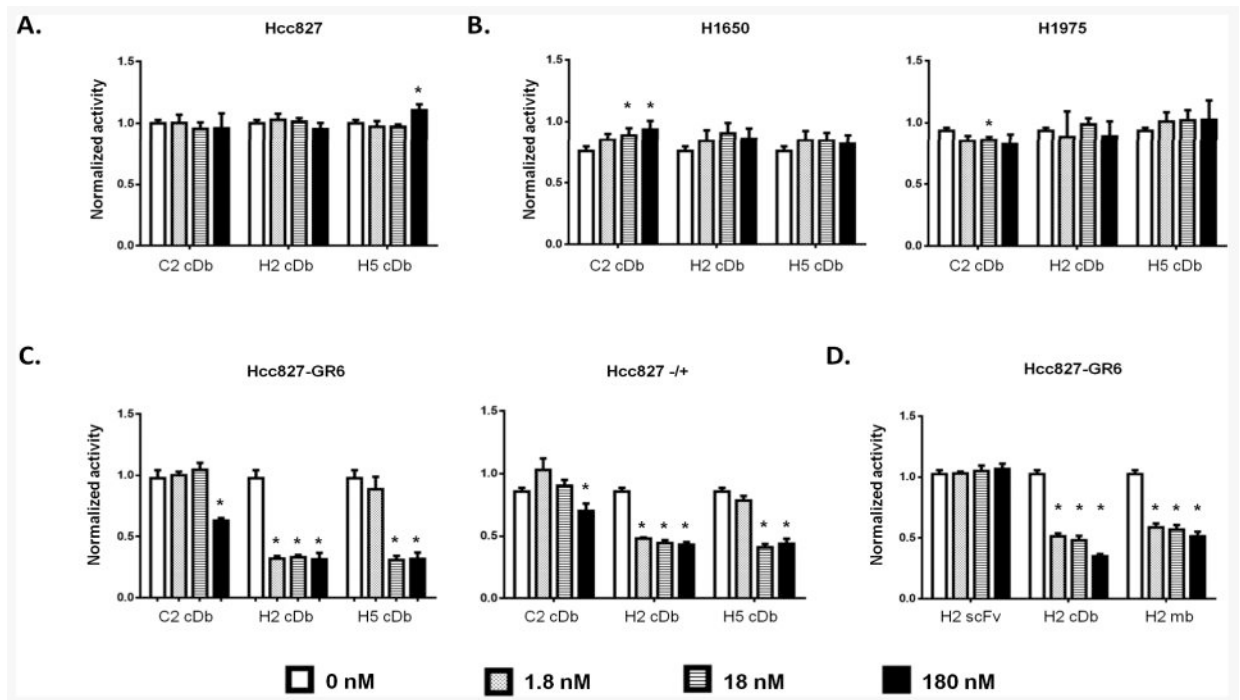 A.
Hcc827
Normalized activity
1.5
1.0
0.5
0.0
*
C2 cDb H2 cDb H5 cDb
B.
H1650
Normalized activity
1.5
1.0
0.5
0.0
* *
C2 cDb H2 cDb H5 cDb
H1975
1.5
1.0
0.5
0.0
*
C2 cDb H2 cDb H5 cDb
C.
Hcc827-GR6
Normalized activity
1.5
1.0
0.5
0.0
* * * * * *
C2 cDb H2 cDb H5 cDb
Hcc827 -/+
1.5
1.0
0.5
0.0
* * * * * *
C2 cDb H2 cDb H5 cDb
D.
Hcc827-GR6
Normalized activity
1.5
1.0
0.5
0.0
* * * * * *
H2 scFv H2 cDb H2 mb
0 nM 1.8 nM 18 nM 180 nM